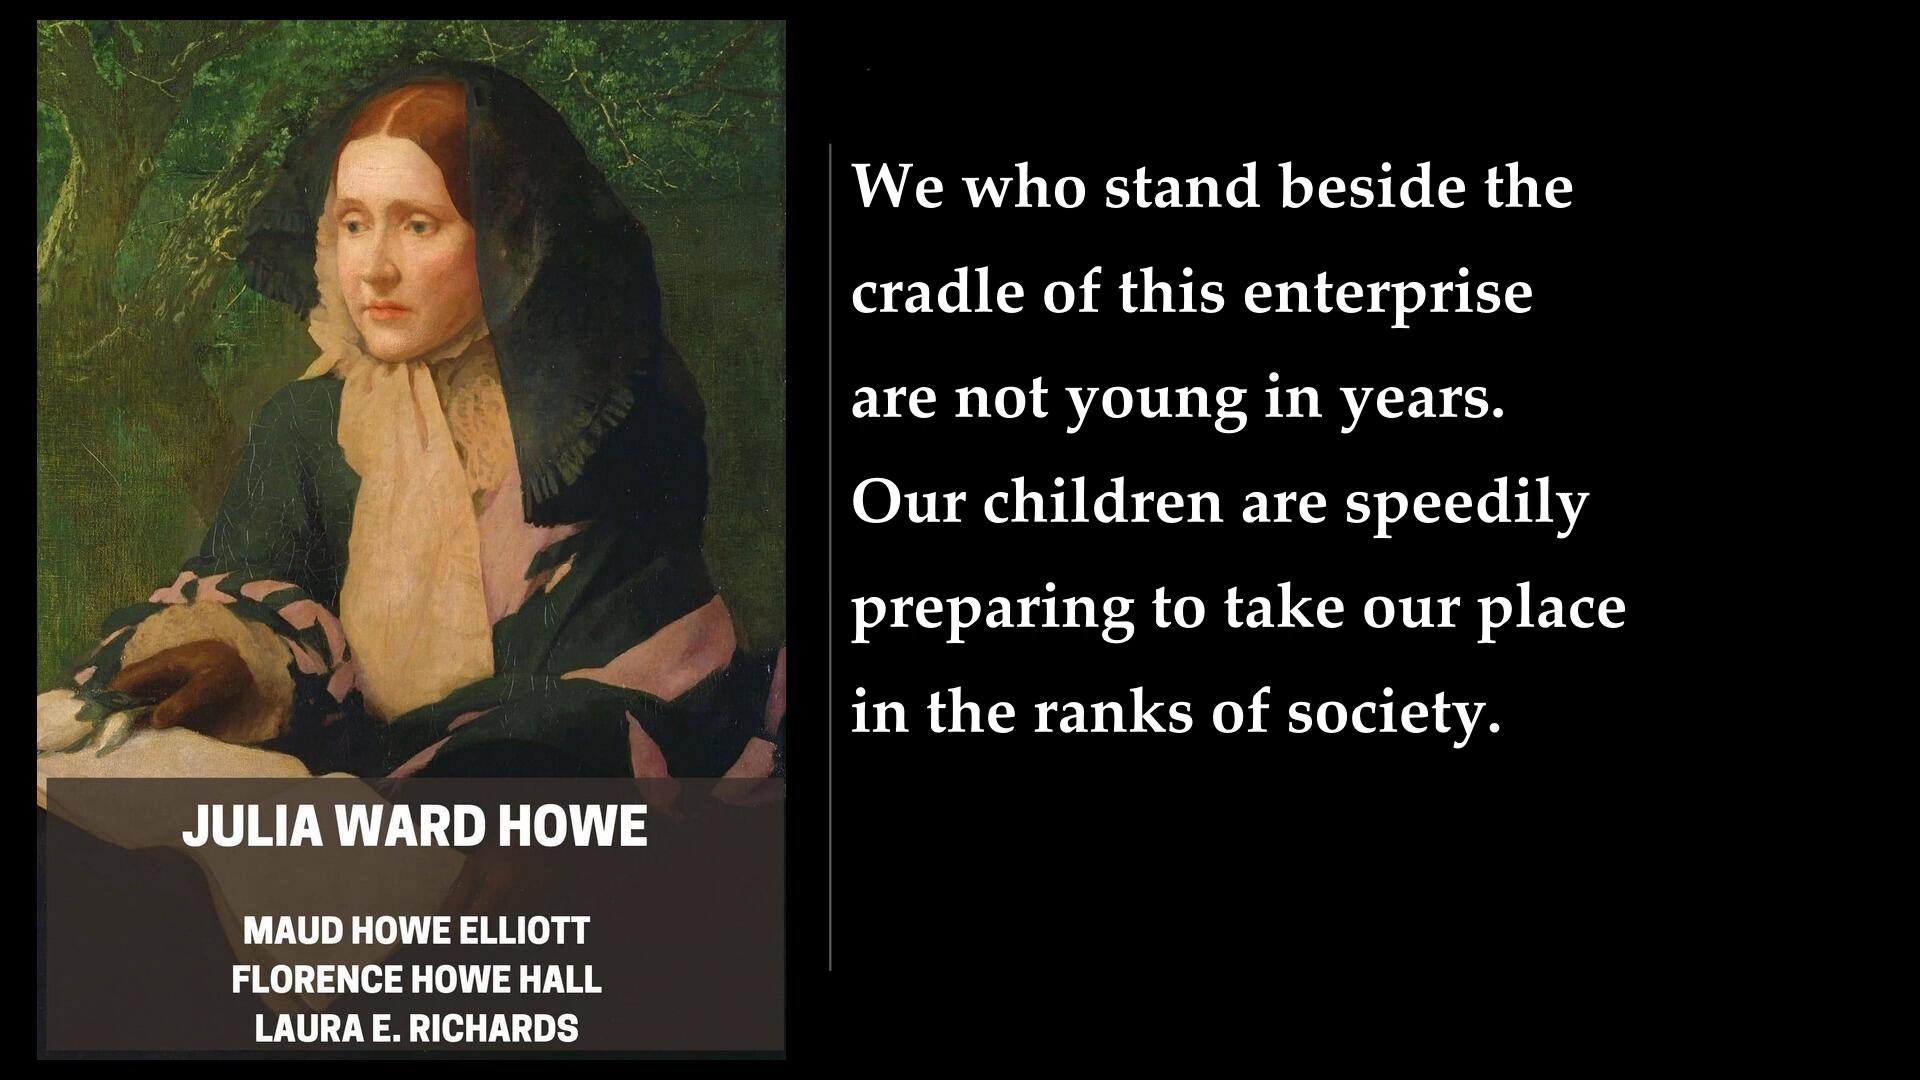 JULIA WARD HOWE
MAUD HOWE ELLIOTT
FLORENCE HOWE HALL
LAURA E. RICHARDS
We who stand beside the
cradle of this enterprise
are not young in years.
Our children are speedily
preparing to take our place
in the ranks of society.